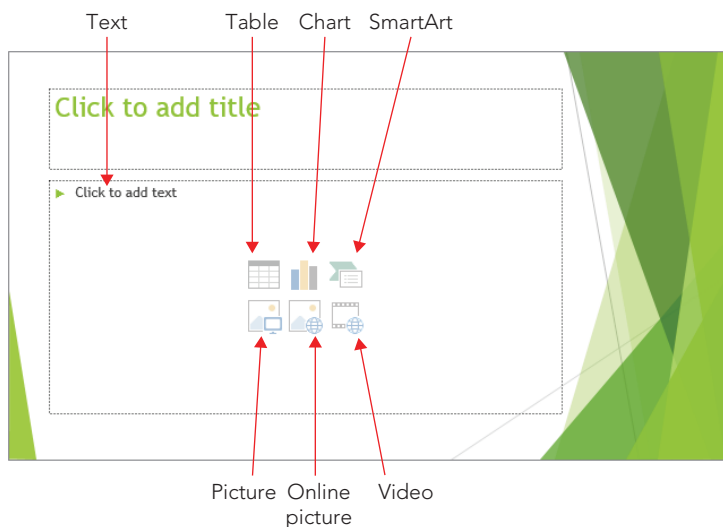 Text Table Chart SmartArt
Click to add title
Click to add text
Picture Online picture Video